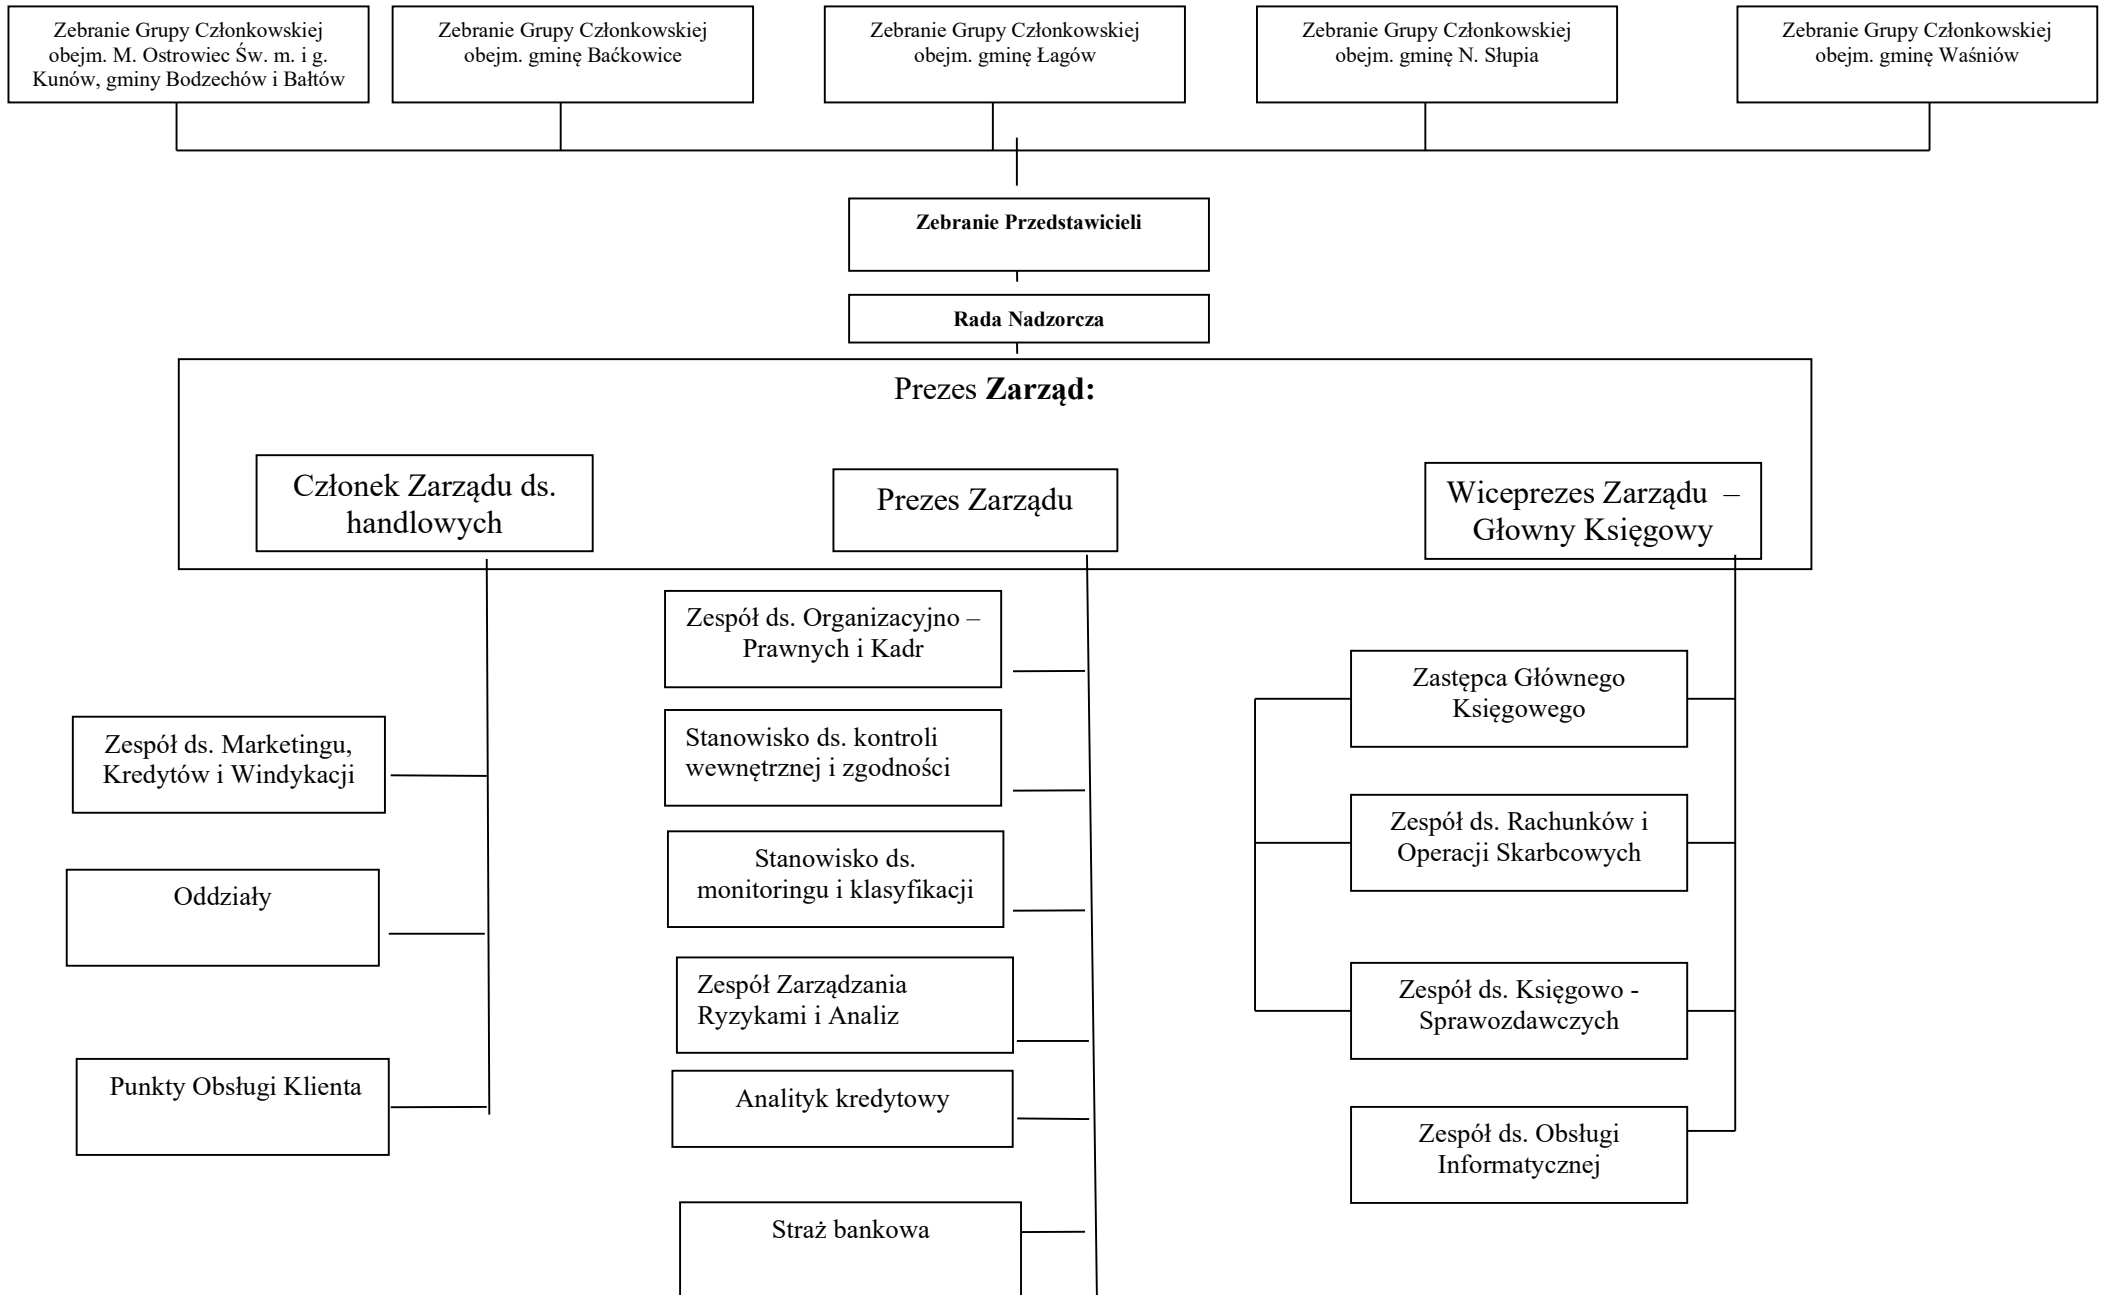 Zebranie Grupy Członkowskiej
obejm. M. Ostrowiec Św. m. i g.
Kunów, gminy Bodzechów i Bałtów
Zebranie Grupy Członkowskiej
obejm. gminę Baćkowice
Zebranie Grupy Członkowskiej
obejm. gminę Łagów
Zebranie Grupy Członkowskiej
obejm. gminę N. Słupia
Zebranie Grupy Członkowskiej
obejm. gminę Waśniów
Zebranie Przedstawicieli
Rada Nadzorcza
Prezes Zarząd:
Członek Zarządu ds.
handlowych
Prezes Zarządu
Wiceprezes Zarządu –
Głowny Księgowy
Zespół ds. Marketingu,
Kredytów i Windykacji
Oddziały
Punkty Obsługi Klienta
Zespół ds. Organizacyjno –
Prawnych i Kadr
Stanowisko ds. kontroli
wewnętrznej i zgodności
Stanowisko ds.
monitoringu i klasyfikacji
Zespół Zarządzania
Ryzykami i Analiz
Analityk kredytowy
Straż bankowa
Zastępca Głównego
Księgowego
Zespół ds. Rachunków i
Operacji Skarbcowych
Zespół ds. Księgowo -
Sprawozdawczych
Zespół ds. Obsługi
Informatycznej